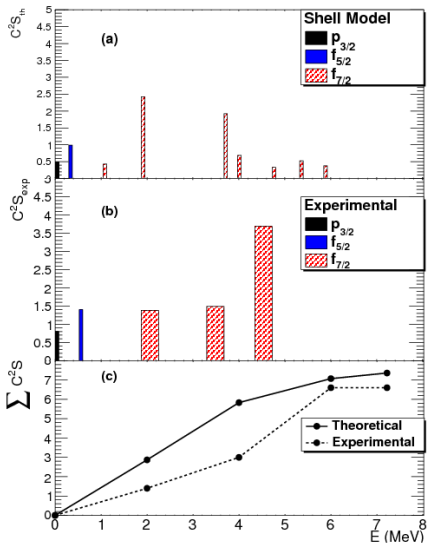 C²S_th
5
4.5
4
3.5
3
2.5
2
1.5
1
0.5
(a)
Shell Model
p_3/2
f_5/2
f_7/2
C²S_exp
4.5
4
3.5
3
2.5
2
1.5
1
0.5
(b)
Experimental
p_3/2
f_5/2
f_7/2
∑ C²S
7
6
5
4
3
2
1
0
(c)
Theoretical
Experimental
0 1 2 3 4 5 6 7 8
E (MeV)